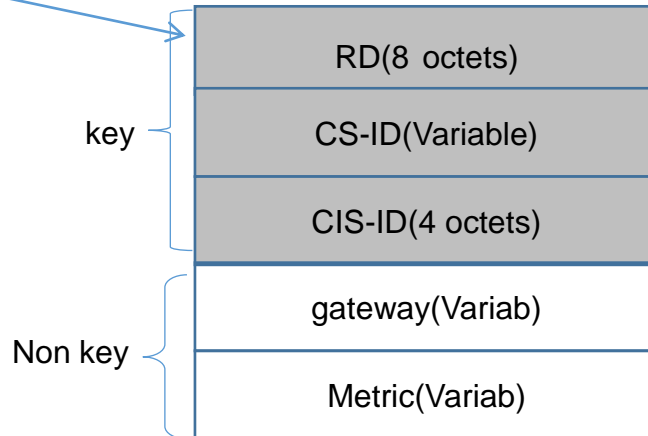 RD(8 octets)
key
CS-ID(Variable)
CIS-ID(4 octets)
gateway(Variab)
Non key
Metric(Variab)